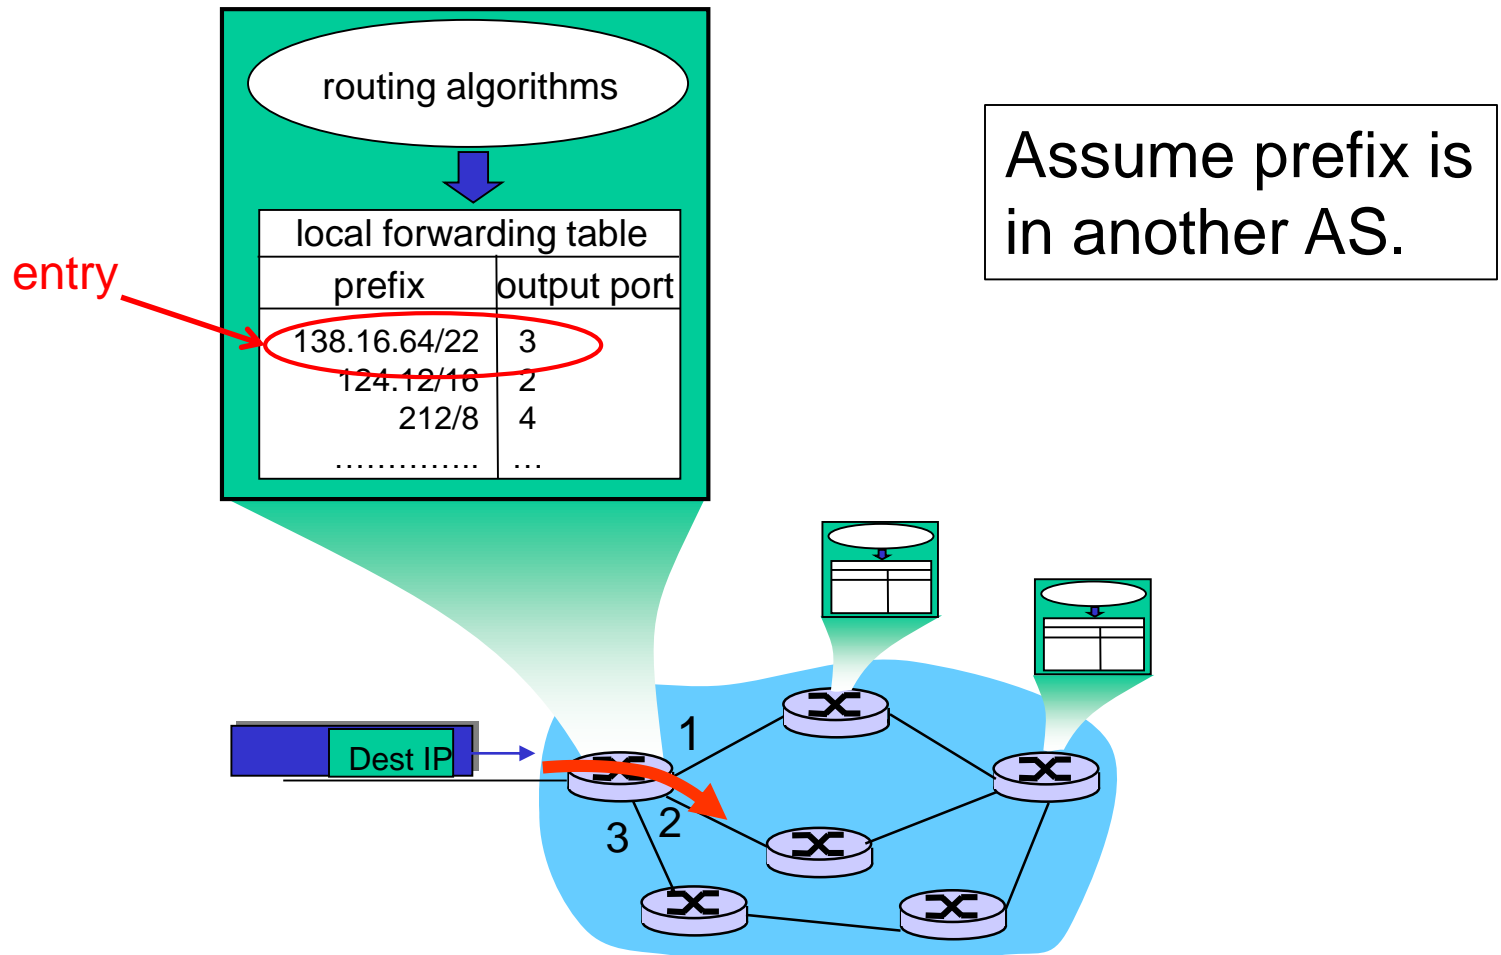 routing algorithms
Assume prefix is
in another AS.
local forwarding table
entry
prefix output port
138.16.64/22 3
124.12/16 2
212/8 4
………….. …
1
Dest IP
2
3